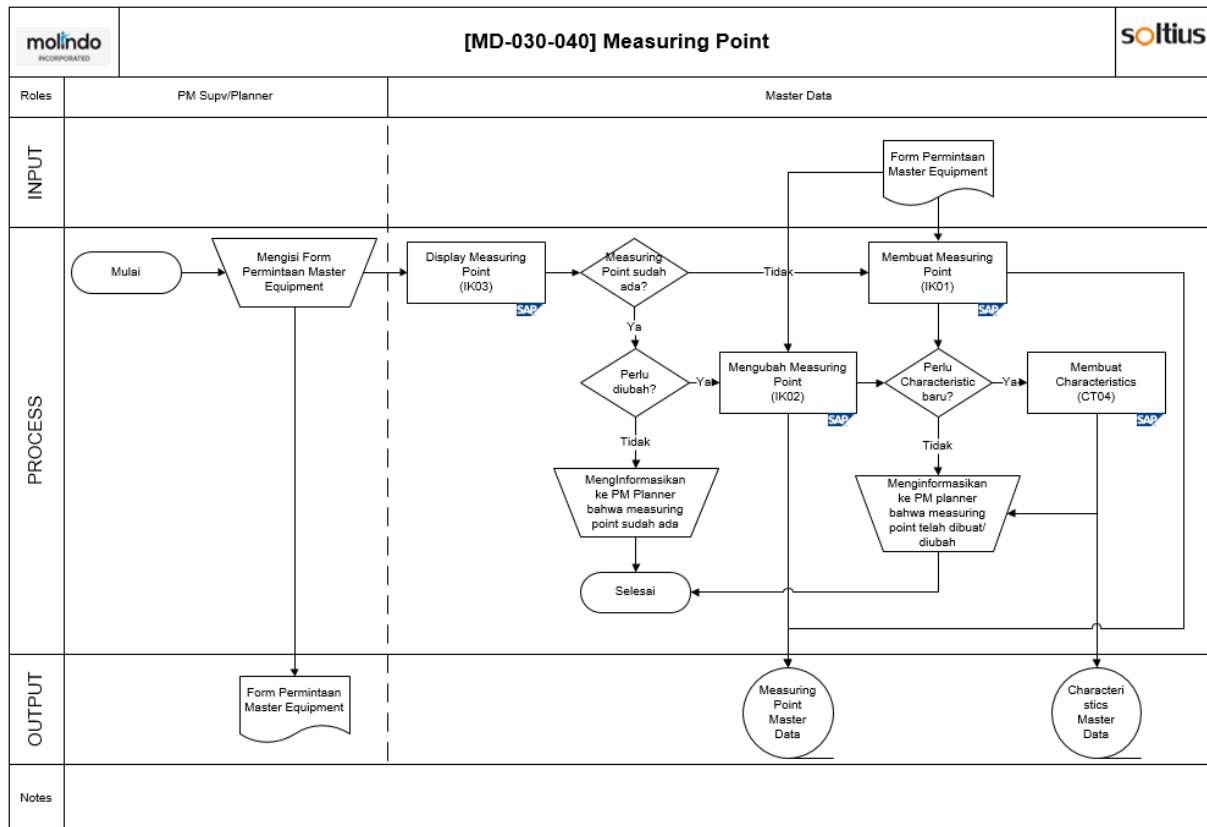 molindo
INCORPORATED
[MD-030-040] Measuring Point
soltius
Roles
PM Supv/Planner
Master Data
INPUT
Form Permintaan
Master Equipment
PROCESS
Mulai
Mengisi Form
Permintaan Master
Equipment
Display Measuring
Point
(IK03)
SAP
Measuring
Point sudah
ada?
Tidak
Membuat Measuring
Point
(IK01)
SAP
Ya
Perlu
diubah?
Ya
Mengubah Measuring
Point
(IK02)
SAP
Perlu
Characteristic
baru?
Ya
Membuat
Characteristics
(CT04)
SAP
Tidak
Tidak
MengInformasikan
ke PM Planner
bahwa measuring
point sudah ada
Menginformasikan
ke PM planner
bahwa measuring
point telah dibuat/
diubah
Selesai
OUTPUT
Form Permintaan
Master Equipment
Measuring
Point
Master
Data
Characteri
stics
Master
Data
Notes